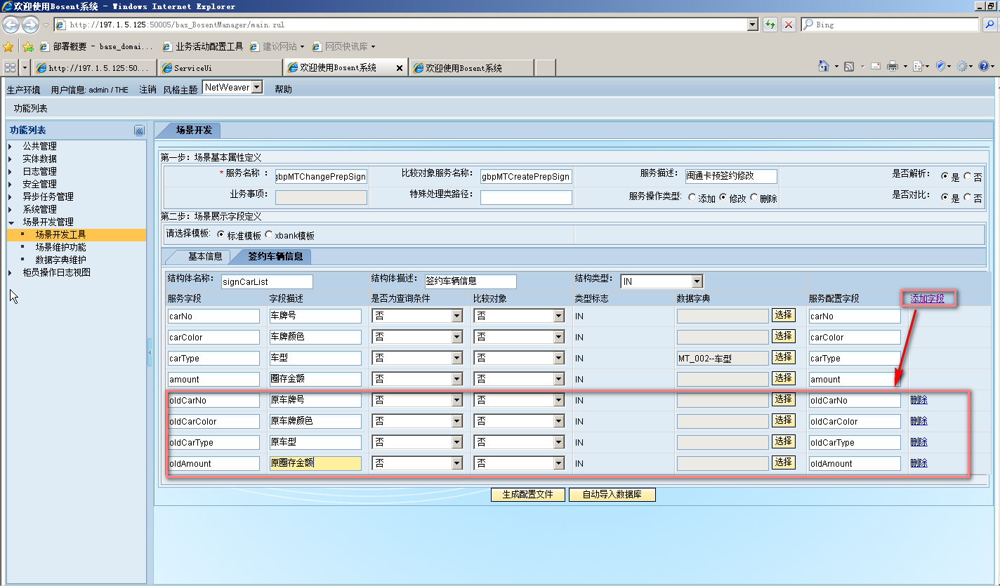 欢迎使用Bosent系统 - Windows Internet Explorer
http://197.1.5.125:50005/bas_BosentManager/main.zul
Bing
部署概要 - base_domai...
业务活动配置工具
建议网站
网页快讯库
http://197.1.5.125:50...
ServiceUi
欢迎使用Bosent系统
欢迎使用Bosent系统
生产环境 用户信息: admin / THE 注销 风格主题: NetWeaver 帮助
功能列表
功能列表
公共管理
实体数据
日志管理
安全管理
异步任务管理
系统管理
场景开发管理
场景开发工具
场景维护功能
数据字典维护
柜员操作日志视图
场景开发
第一步：场景基本属性定义
* 服务名称 ： gbpMTChangePrepSign 比较对象服务名称： gbpMTCreatePrepSign 服务描述： 闽通卡预签约修改 是否解析： 是 否
业务事项： 特殊处理类路径： 服务操作类型: 添加 修改 删除 是否对比： 是 否
第二步：场景展示字段定义
请选择模板: 标准模板 xbank模板
基本信息 签约车辆信息
结构体名称： signCarList 结构体描述： 签约车辆信息 结构类型： IN
服务字段 字段描述 是否为查询条件 比较对象 类型标志 数据字典 服务配置字段 添加字段
carNo 车牌号 否 否 IN 选择 carNo
carColor 车牌颜色 否 否 IN 选择 carColor
carType 车型 否 否 IN MT_002--车型 选择 carType
amount 圈存金额 否 否 IN 选择 amount
oldCarNo 原车牌号 否 否 IN 选择 oldCarNo 删除
oldCarColor 原车牌颜色 否 否 IN 选择 oldCarColor 删除
oldCarType 原车型 否 否 IN 选择 oldCarType 删除
oldAmount 原圈存金额 否 否 IN 选择 oldAmount 删除
生成配置文件 自动导入数据库